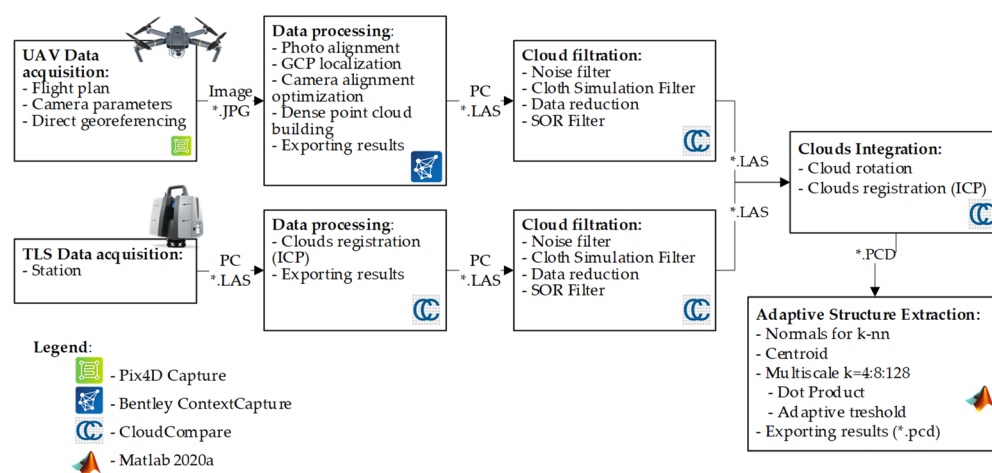 UAV Data
acquisition:
- Flight plan
- Camera parameters
- Direct georeferencing
Image
*.JPG
Data processing:
- Photo alignment
- GCP localization
- Camera alignment
optimization
- Dense point cloud
building
- Exporting results
PC
*.LAS
Cloud filtration:
- Noise filter
- Cloth Simulation Filter
- Data reduction
- SOR Filter
*.LAS
Clouds Integration:
- Cloud rotation
- Clouds registration (ICP)
TLS Data acquisition:
- Station
PC
*.LAS
Data processing:
- Clouds registration
(ICP)
- Exporting results
PC
*.LAS
Cloud filtration:
- Noise filter
- Cloth Simulation Filter
- Data reduction
- SOR Filter
*.LAS
*.PCD
Adaptive Structure Extraction:
- Normals for k-nn
- Centroid
- Multiscale k=4:8:128
- Dot Product
- Adaptive treshold
- Exporting results (*.pcd)
Legend:
- Pix4D Capture
- Bentley ContextCapture
- CloudCompare
- Matlab 2020a